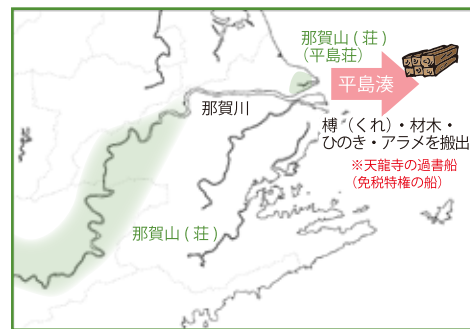 那賀山(荘)
(平島荘)
平島湊
那賀川
榑(くれ)・材木・
ひのき・アラメを搬出
※天龍寺の過書船
(免税特権の船)
那賀山(荘)